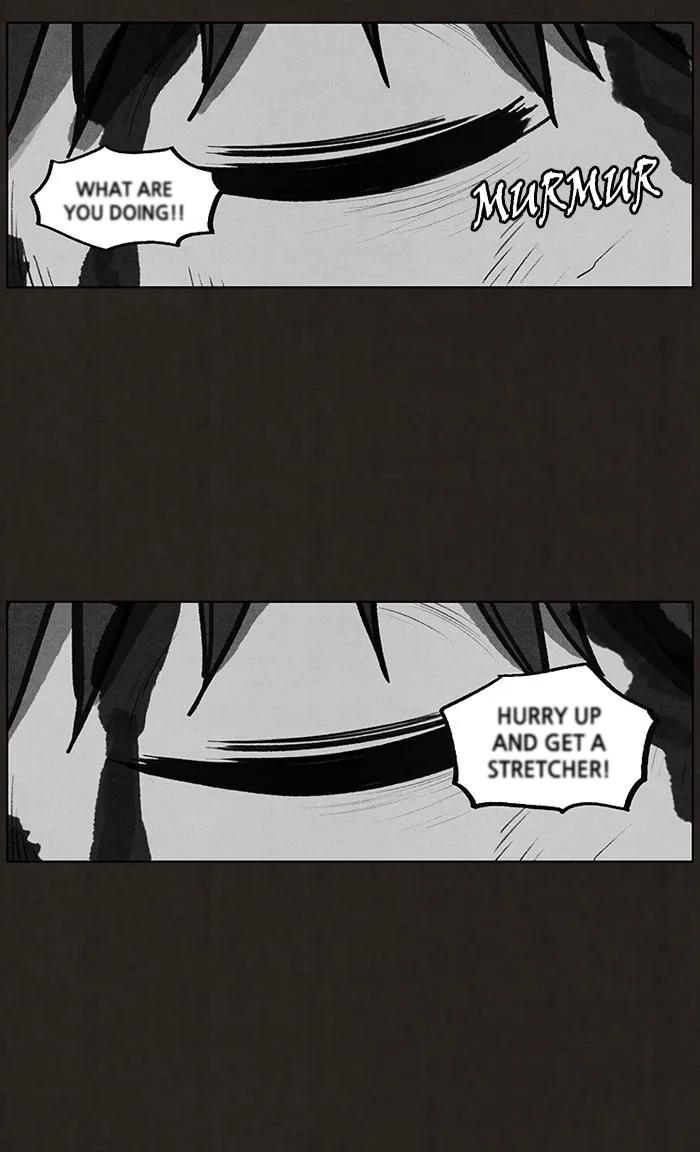 WHAT ARE
YOU DOING!!
MURMUR
HURRY UP
AND GET A
STRETCHER!